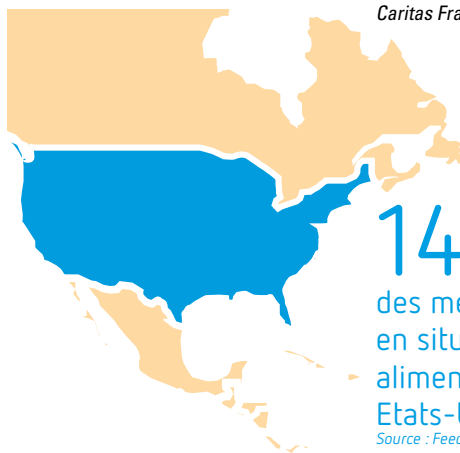 Caritas Fra
14
des me
en situ
alimen
Etats-
Source : Feed